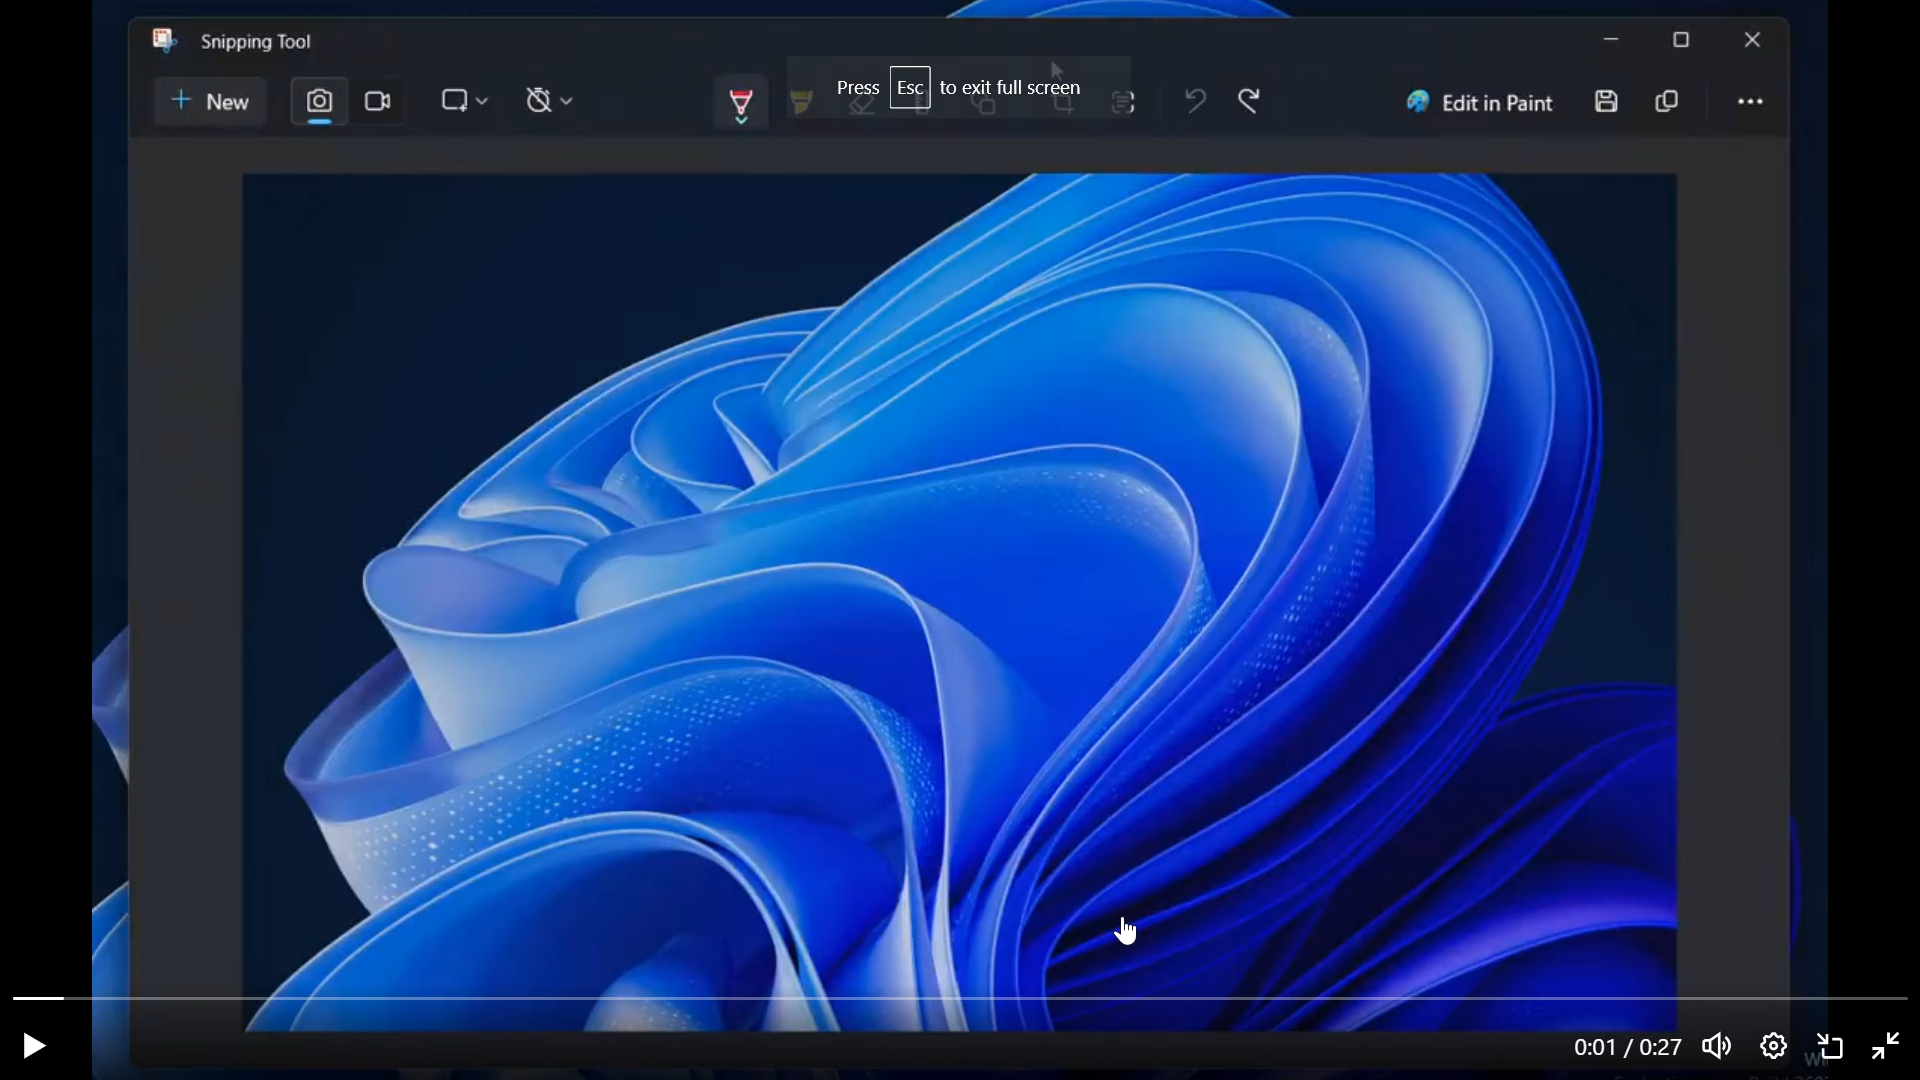 Snipping Tool
New
Press Esc to exit full screen
Edit in Paint
0:01 / 0:27